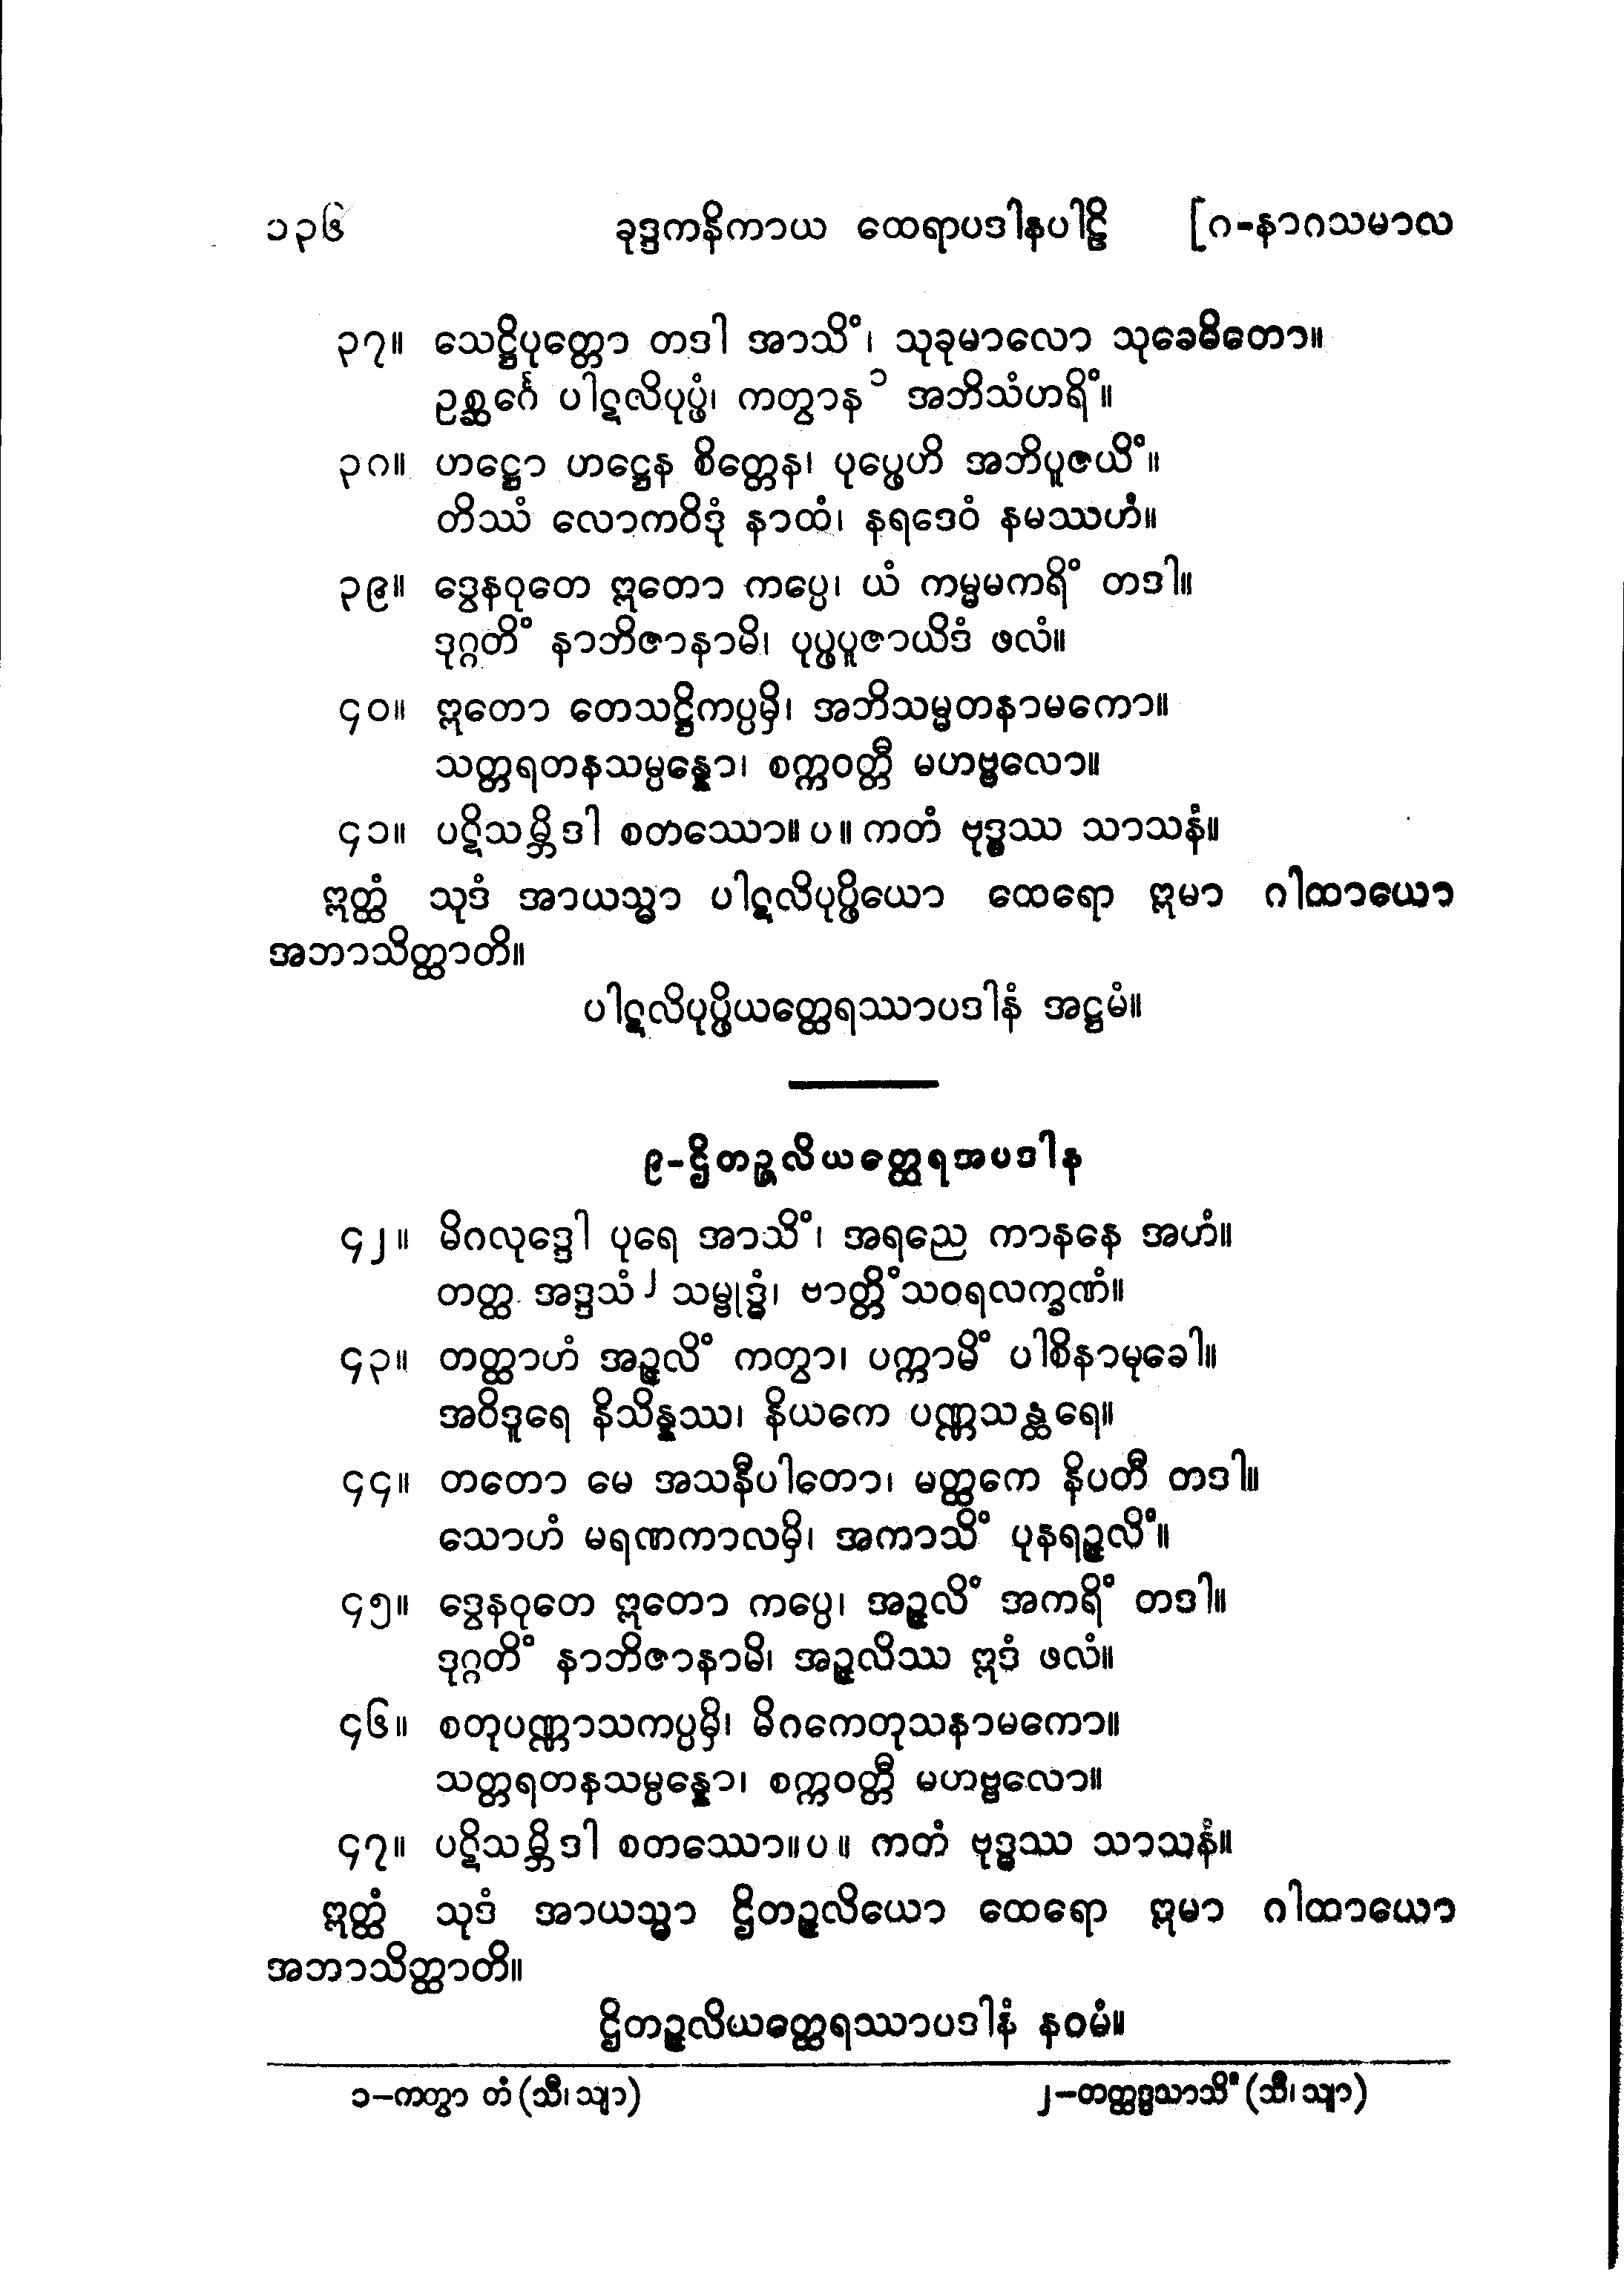 ၁၃၆ ခုဒ္ဒကနိကာယ ထေရာပဒါနပါဠိ [၈-နာဂသမာလ
၃၇။ သေဋ္ဌိပုတ္တော တဒါ အာသိံ၊ သုခုမာလော သုခေဓိတော။
ဥစ္ဆင်္ဂေ ပါဋလိပုပ္ဖံ၊ ကတွာန ၁ အဘိသံဟရိံ။
၃၈။ ဟဋ္ဌော ဟဋ္ဌေန စိတ္တေန၊ ပုပ္ဖေဟိ အဘိပူဇယိံ။
တိဿံ လောကဝိဒုံ နာထံ၊ နရဒေဝံ နမဿဟံ။
၃၉။ ဒွေနဝုတေ ဣတော ကပ္ပေ၊ ယံ ကမ္မမကရိံ တဒါ။
ဒုဂ္ဂတိံ နာဘိဇာနာမိ၊ ပုပ္ဖပူဇာယိဒံ ဖလံ။
၄၀။ ဣတော တေသဋ္ဌိကပ္ပမှိ၊ အဘိသမ္မတနာမကော။
သတ္တရတနသမ္ပန္နော၊ စက္ကဝတ္တီ မဟဗ္ဗလော။
၄၁။ ပဋိသမ္ဘိဒါ စတဿော။ ပ။ ကတံ ဗုဒ္ဓဿ သာသနံ။
ဣတ္ထံ သုဒံ အာယသ္မာ ပါဋလိပုပ္ဖိယော ထေရော ဣမာ ဂါထာယော
အဘာသိတ္ထာတိ။
ပါဋလိပုပ္ဖိယတ္ထေရဿာပဒါနံ အဋ္ဌမံ။
၉-ဌိတဉ္ဇလိယတ္ထေရအပဒါန
၄၂။ မိဂလုဒ္ဒေါ ပုရေ အာသိံ၊ အရညေ ကာနနေ အဟံ။
တတ္ထ အဒ္ဒသံ ၂ သမ္ဗုဒ္ဓံ၊ ဗာတ္တိံသဝရလက္ခဏံ။
၄၃။ တတ္ထာဟံ အဉ္ဇလိံ ကတွာ၊ ပက္ကာမိံ ပါစိနာမုခေါ။
အဝိဒူရေ နိသိန္နဿ၊ နိယကေ ပဏ္ဏသန္ထရေ။
၄၄။ တတော မေ အသနီပါတော၊ မတ္ထကေ နိပတီ တဒါ။
သောဟံ မရဏကာလမှိ၊ အကာသိံ ပုနရဉ္ဇလိံ။
၄၅။ ဒွေနဝုတေ ဣတော ကပ္ပေ၊ အဉ္ဇလိံ အကရိံ တဒါ။
ဒုဂ္ဂတိံ နာဘိဇာနာမိ၊ အဉ္ဇလိဿ ဣဒံ ဖလံ။
၄၆။ စတုပဏ္ဏာသကပ္ပမှိ၊ မိဂကေတုသနာမကော။
သတ္တရတနသမ္ပန္နော၊ စက္ကဝတ္တီ မဟဗ္ဗလော။
၄၇။ ပဋိသမ္ဘိဒါ စတဿော။ပ။ ကတံ ဗုဒ္ဓဿ သာသနံ။
ဣတ္ထံ သုဒံ အာယသ္မာ ဌိတဉ္ဇလိယော ထေရော ဣမာ ဂါထာယော
အဘာသိတ္ထာတိ။
ဌိတဉ္ဇလိယတ္ထေရဿာပဒါနံ နဝမံ။
၁-ကတွာ တံ (သီ၊ သျာ) ၂-တတ္ထဒ္ဒသာသိံ (သီ၊ သျာ)